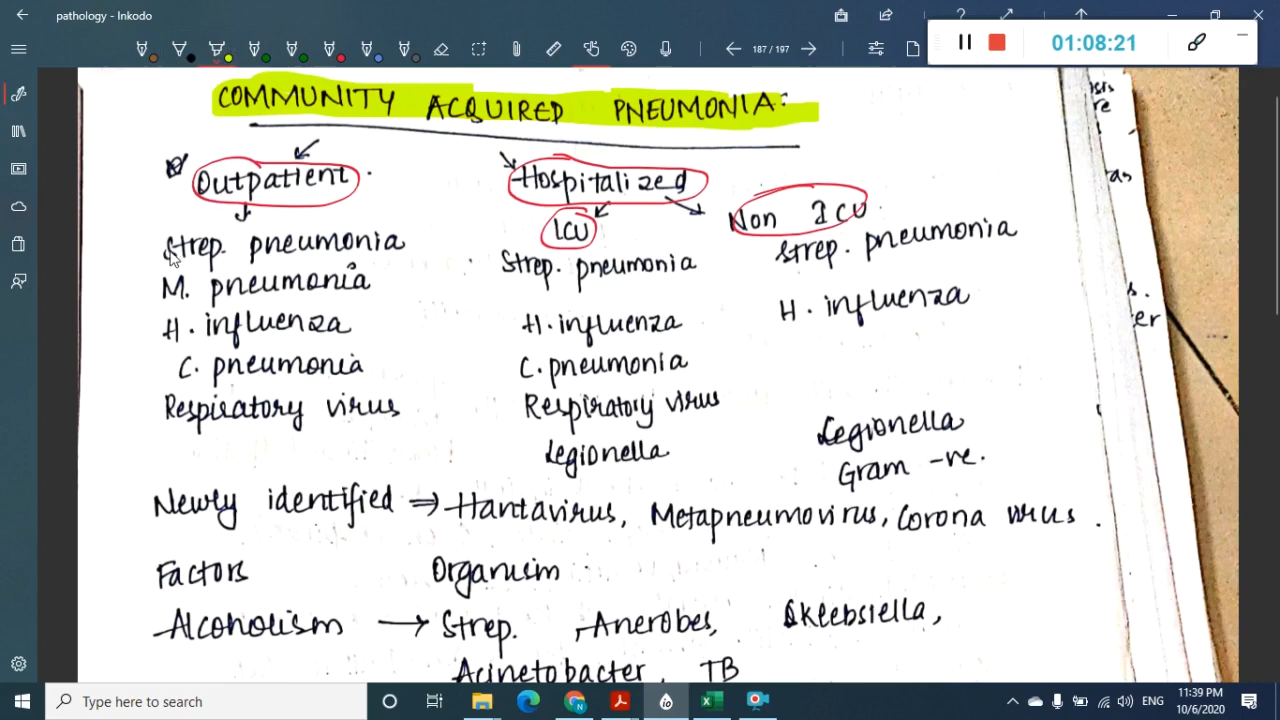 pathology - Inkodo
187 / 197
01:08:21
COMMUNITY ACQUIRED PNEUMONIA:
Outpatient
Hospitalized
ICU
Non ICU
Strep. pneumonia
M. pneumonia
H. influenza
C. pneumonia
Respiratory virus
Strep. pneumonia
H. influenza
C. pneumonia
Respiratory virus
Legionella
Strep. pneumonia
H. influenza
Legionella
Gram -ve.
Newly identified ⇒ Hantavirus, Metapneumovirus, Corona virus.
Factors Organism
Alcoholism → Strep. , Anerobes, Klebsiella,
Acinetobacter, TB
Type here to search
ENG
11:39 PM
10/6/2020